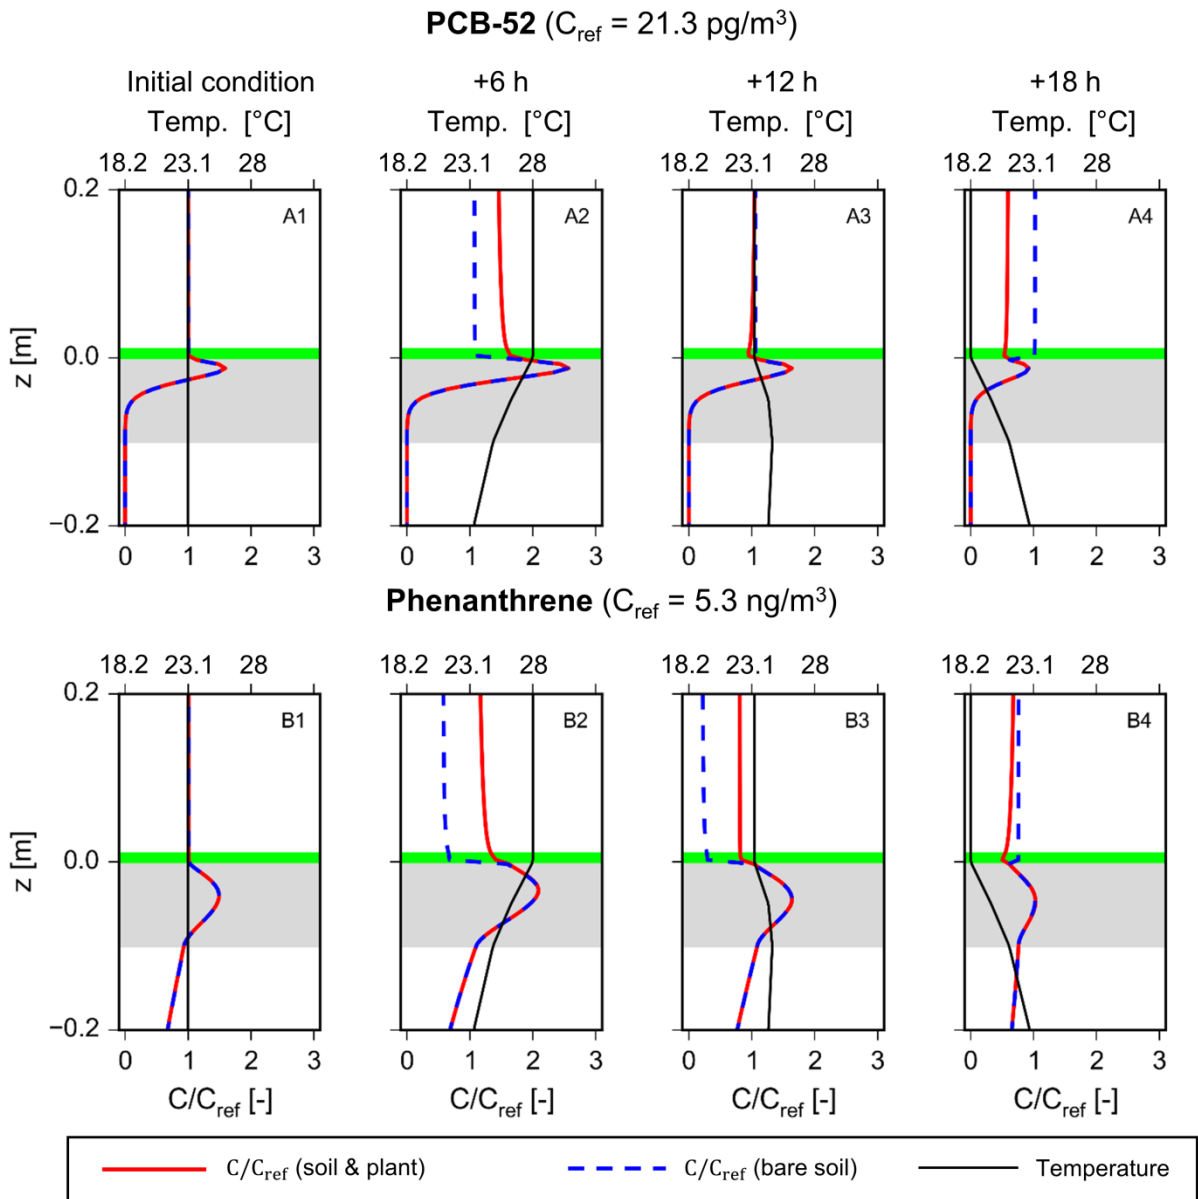 PCB-52 (Cref = 21.3 pg/m³)
Initial condition +6 h +12 h +18 h
Temp. [°C] Temp. [°C] Temp. [°C] Temp. [°C]
18.2 23.1 28 18.2 23.1 28 18.2 23.1 28 18.2 23.1 28
0.2
A1 A2 A3 A4
z [m]
0.0
−0.2
0 1 2 3 0 1 2 3 0 1 2 3 0 1 2 3
Phenanthrene (Cref = 5.3 ng/m³)
18.2 23.1 28 18.2 23.1 28 18.2 23.1 28 18.2 23.1 28
0.2
B1 B2 B3 B4
z [m]
0.0
−0.2
0 1 2 3 0 1 2 3 0 1 2 3 0 1 2 3
C/Cref [-] C/Cref [-] C/Cref [-] C/Cref [-]
C/Cref (soil & plant) C/Cref (bare soil) Temperature